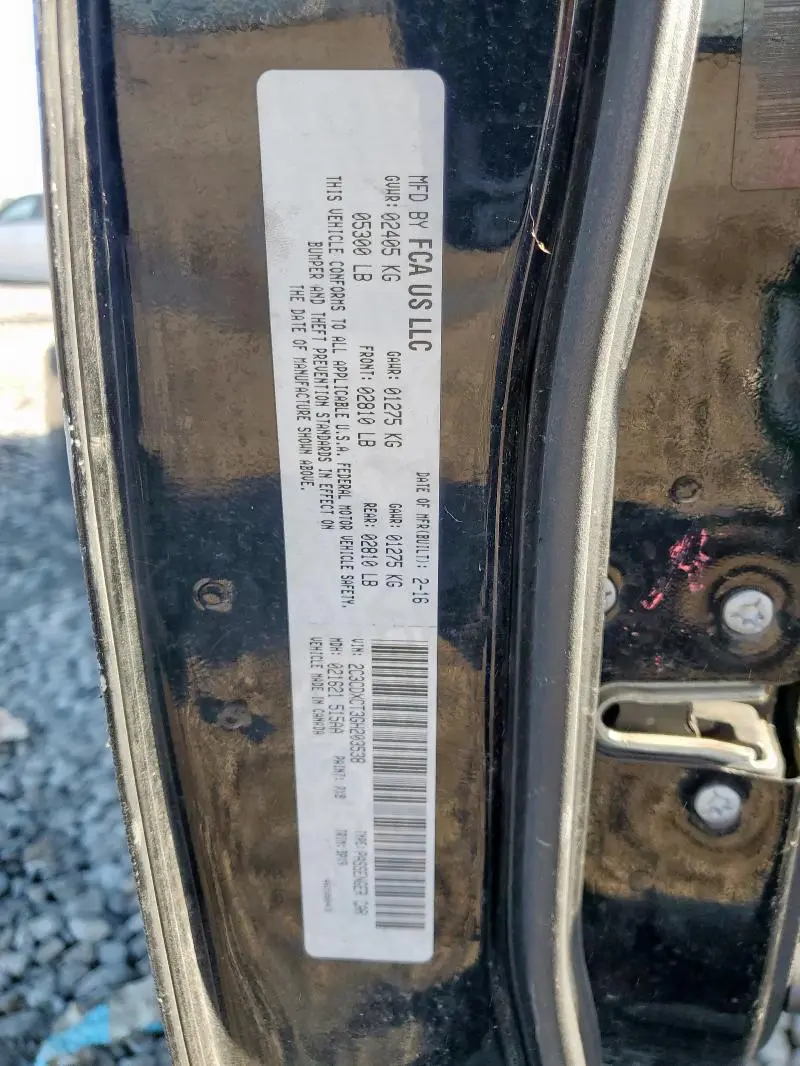 MFD BY FCA US LLC
DATE OF MFR(BUILT): 2-16
GVWR: 02405 KG GAWR: 01275 KG GAWR: 01275 KG
05300 LB FRONT: 02810 LB REAR: 02810 LB
THIS VEHICLE CONFORMS TO ALL APPLICABLE U.S.A. FEDERAL MOTOR VEHICLE SAFETY,
BUMPER AND THEFT PREVENTION STANDARDS IN EFFECT ON
THE DATE OF MANUFACTURE SHOWN ABOVE.
VIN: 2C3CDXCT3GH203538 TYPE: PASSENGER CAR
MDH: 021621 515AA PAINT: PX8 TRIM:
VEHICLE MADE IN CANADA